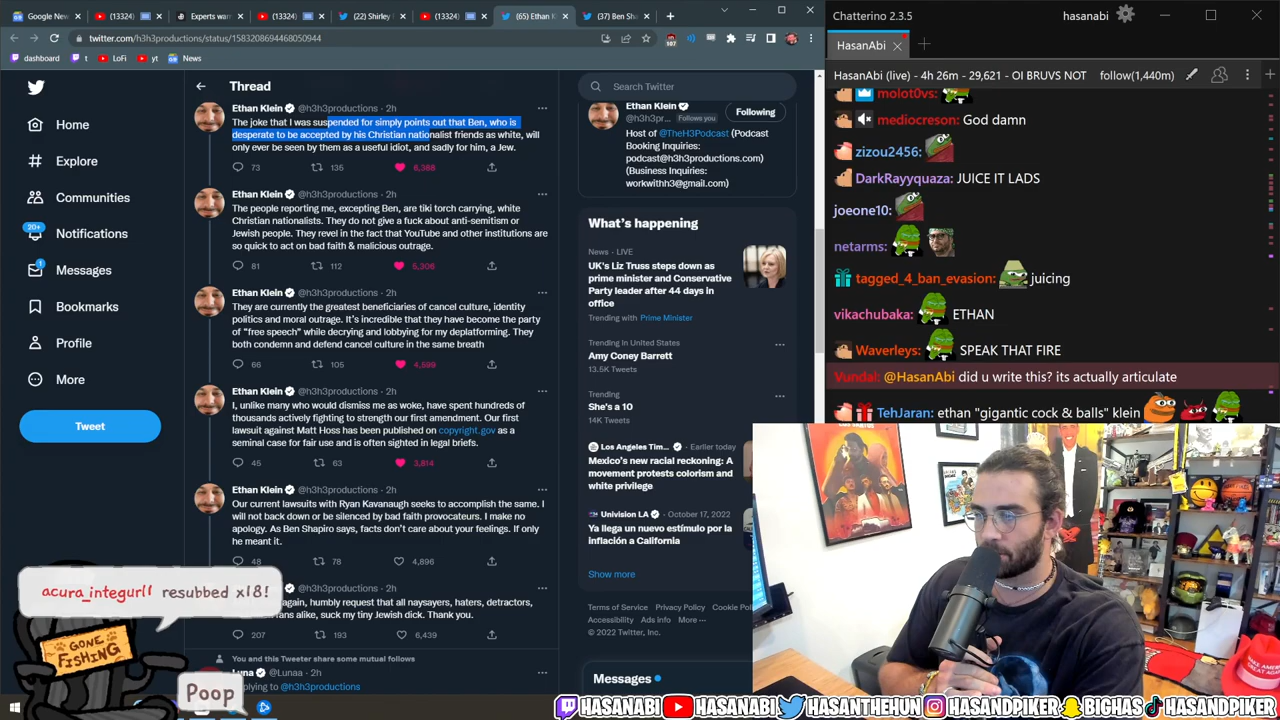 Google New
(13324)
Experts wan
(13324)
(22) Shirley
(13324)
(65) Ethan K
(37) Ben Sha
twitter.com/h3h3productions/status/1583208694468050944
107
dashboard
t
LoFi
yt
News
Home
Explore
Communities
20+
Notifications
1
Messages
Bookmarks
Profile
More
Tweet
Thread
Ethan Klein @h3h3productions · 2h
The joke that I was suspended for simply points out that Ben, who is
desperate to be accepted by his Christian nationalist friends as white, will
only ever be seen by them as a useful idiot, and sadly for him, a Jew.
73 135 6,388
Ethan Klein @h3h3productions · 2h
The people reporting me, excepting Ben, are tiki torch carrying, white
Christian nationalists. They do not give a fuck about anti-semitism or
Jewish people. They revel in the fact that YouTube and other institutions are
so quick to act on bad faith & malicious outrage.
81 112 5,306
Ethan Klein @h3h3productions · 2h
They are currently the greatest beneficiaries of cancel culture, identity
politics and moral outrage. It's incredible that they have become the party
of "free speech" while decrying and lobbying for my deplatforming. They
both condemn and defend cancel culture in the same breath
66 105 4,599
Ethan Klein @h3h3productions · 2h
I, unlike many who would dismiss me as woke, have spent hundreds of
thousands actively fighting to strength our first amendment. Our first
lawsuit against Matt Hoss has been published on copyright.gov as a
seminal case for fair use and is often sighted in legal briefs.
45 63 3,814
Ethan Klein @h3h3productions · 2h
Our current lawsuits with Ryan Kavanaugh seeks to accomplish the same. I
will not back down or be silenced by bad faith provocateurs. I make no
apology. As Ben Shapiro says, facts don't care about your feelings. If only
he meant it.
48 78 4,896
@h3h3productions · 2h
again, humbly request that all naysayers, haters, detractors,
ans alike, suck my tiny Jewish dick. Thank you.
207 193 6,439
You and this Tweeter share some mutual follows
Luna @Lunaa · 2h
plying to @h3h3productions
Search Twitter
Ethan Klein
@h3h3pr... Follows you
Following
Host of @TheH3Podcast (Podcast
Booking Inquiries:
podcast@h3h3productions.com)
(Business Inquiries:
workwithh3@gmail.com)
What's happening
News · LIVE
UK's Liz Truss steps down as
prime minister and Conservative
Party leader after 44 days in
office
Trending with Prime Minister
Trending in United States
Amy Coney Barrett
13.5K Tweets
Trending
She's a 10
14K Tweets
Los Angeles Tim... · Earlier today
Mexico's new racial reckoning: A
movement protests colorism and
white privilege
Univision LA · October 17, 2022
Ya llega un nuevo estímulo por la
inflación a California
Show more
Terms of Service Privacy Policy Cookie Pol
Accessibility Ads info More ···
© 2022 Twitter, Inc.
Messages
Chatterino 2.3.5
hasanabi
HasanAbi
HasanAbi (live) - 4h 26m - 29,621 - OI BRUVS NOT
follow(1,440m)
molot0vs:
mediocreson: God damn
zizou2456:
DarkRayyquaza: JUICE IT LADS
joeone10:
netarms:
tagged_4_ban_evasion: juicing
vikachubaka: ETHAN
Waverleys: SPEAK THAT FIRE
Vundal: @HasanAbi did u write this? its actually articulate
TehJaran: ethan "gigantic cock & balls" klein
acura_integurl1 resubbed x18!
GONE
FISHING
Poop
HASANABI HASANABI HASANTHEHUN HASANDPIKER BIGHAS HASANDPIKER